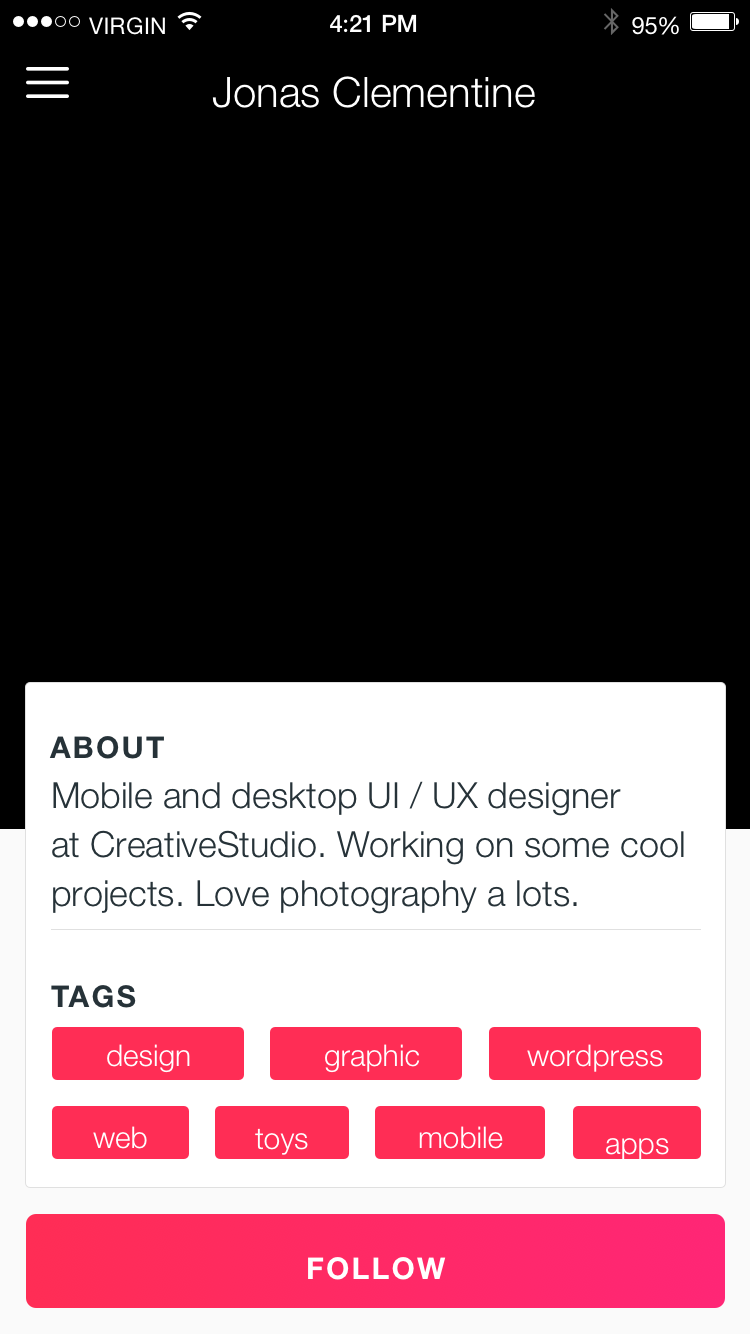 VIRGIN 4:21 PM 95%
Jonas Clementine
ABOUT
Mobile and desktop UI / UX designer
at CreativeStudio. Working on some cool
projects. Love photography a lots.
TAGS
design graphic wordpress
web toys mobile apps
FOLLOW